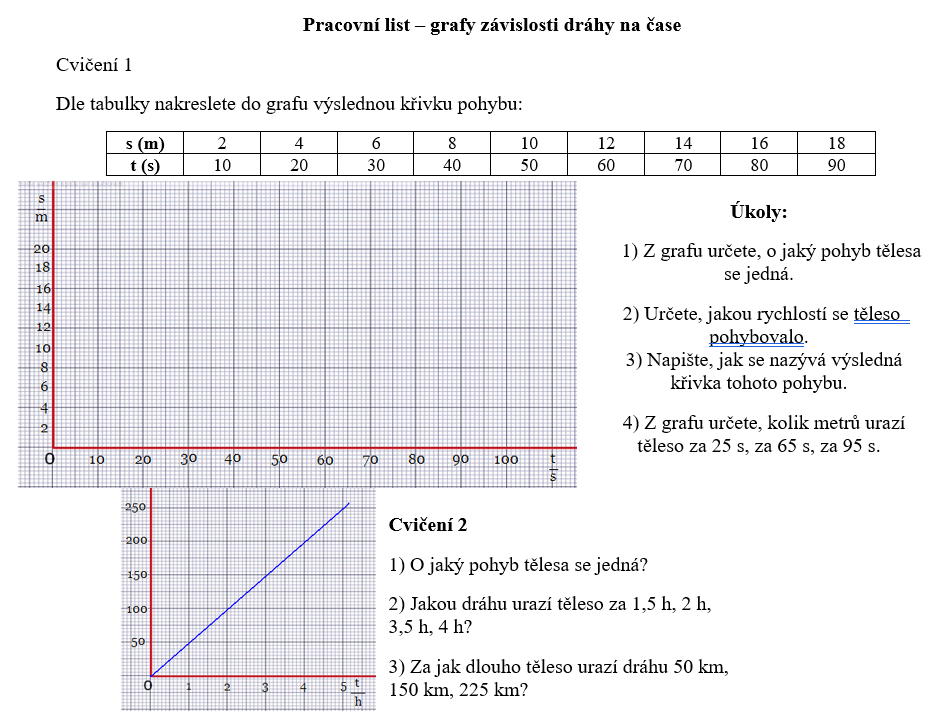 Pracovní list – grafy závislosti dráhy na čase
Cvičení 1
Dle tabulky nakreslete do grafu výslednou křivku pohybu:
s (m) 2 4 6 8 10 12 14 16 18
t (s) 10 20 30 40 50 60 70 80 90
s
m
20
18
16
14
12
10
8
6
4
2
0 10 20 30 40 50 60 70 80 90 100 t
s
Úkoly:
1) Z grafu určete, o jaký pohyb tělesa
se jedná.
2) Určete, jakou rychlostí se těleso
pohybovalo.
3) Napište, jak se nazývá výsledná
křivka tohoto pohybu.
4) Z grafu určete, kolik metrů urazí
těleso za 25 s, za 65 s, za 95 s.
250
200
150
100
50
0 1 2 3 4 5 t
h
Cvičení 2
1) O jaký pohyb tělesa se jedná?
2) Jakou dráhu urazí těleso za 1,5 h, 2 h,
3,5 h, 4 h?
3) Za jak dlouho těleso urazí dráhu 50 km,
150 km, 225 km?